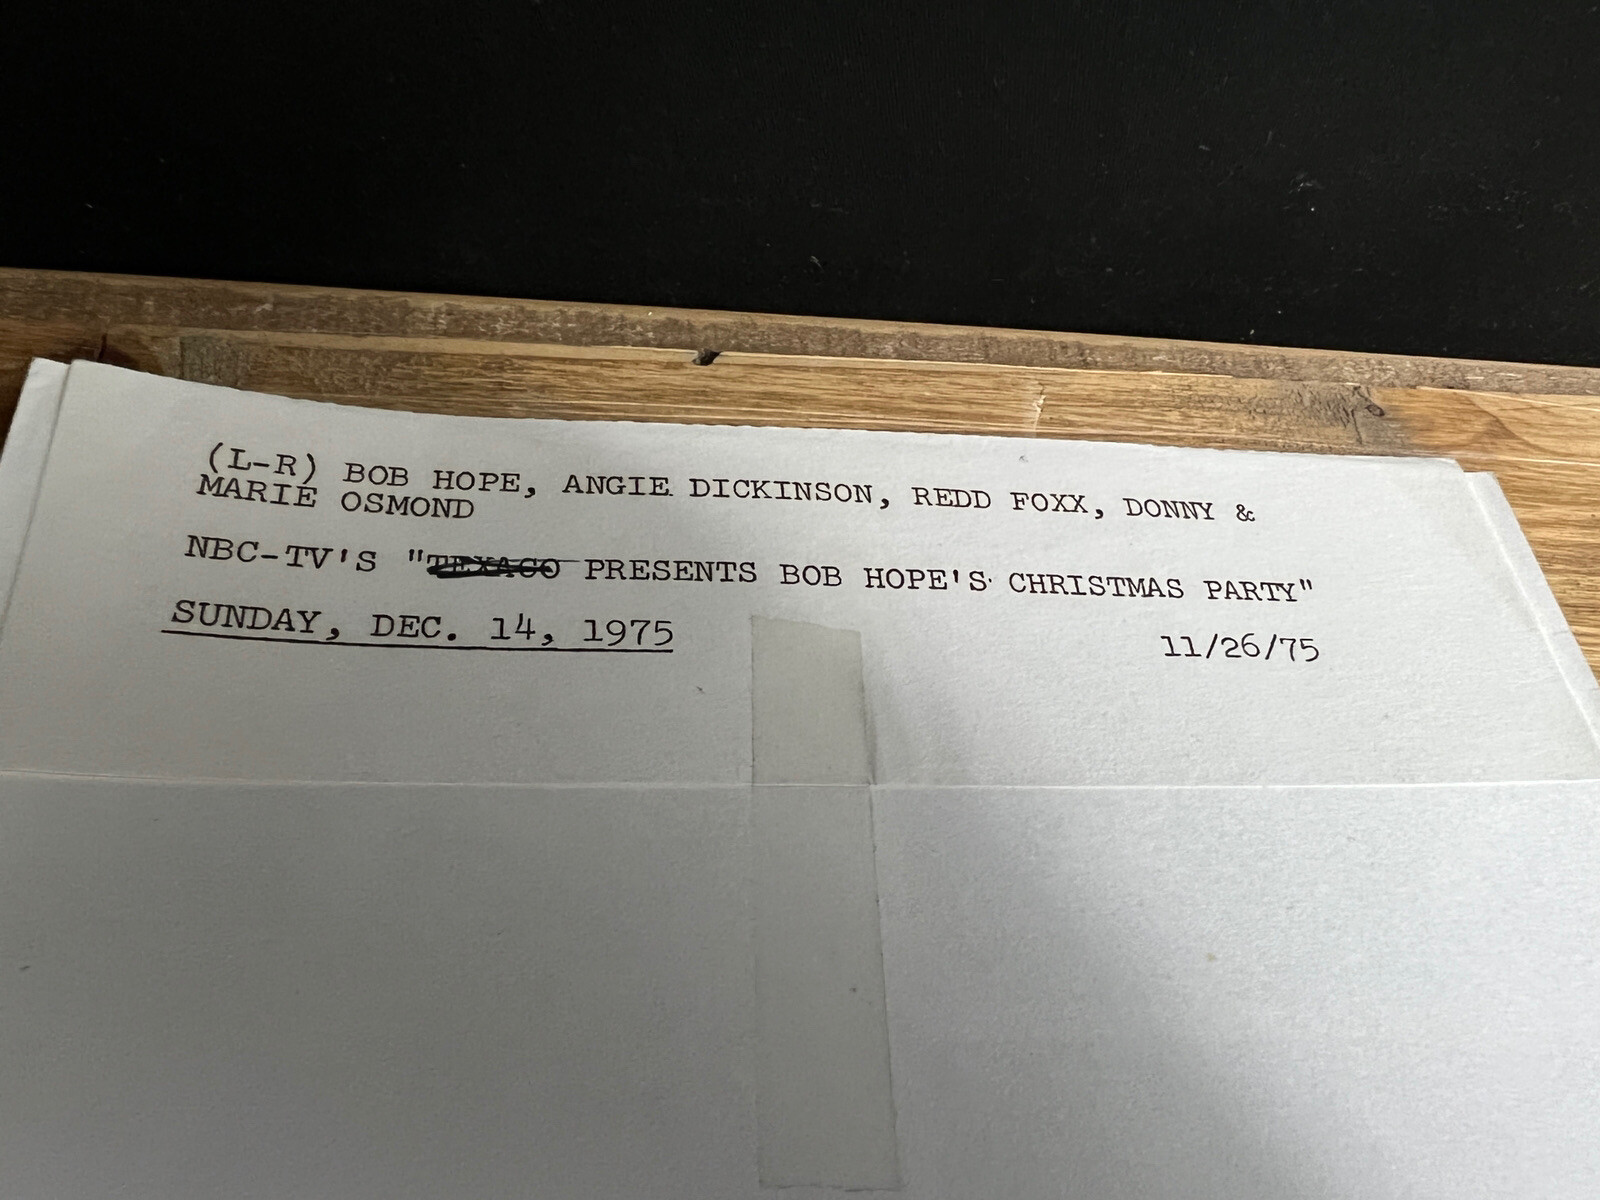 (L-R) BOB HOPE, ANGIE DICKINSON, REDD FOXX, DONNY &
MARIE OSMOND
NBC-TV'S "TEXACO PRESENTS BOB HOPE'S CHRISTMAS PARTY"
SUNDAY, DEC. 14, 1975
11/26/75